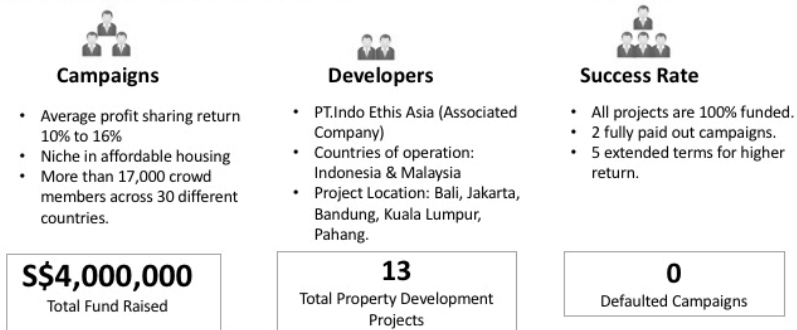 Campaigns
• Average profit sharing return
10% to 16%
• Niche in affordable housing
• More than 17,000 crowd
members across 30 different
countries.
S$4,000,000
Total Fund Raised
Developers
• PT.Indo Ethis Asia (Associated
Company)
• Countries of operation:
Indonesia & Malaysia
• Project Location: Bali, Jakarta,
Bandung, Kuala Lumpur,
Pahang.
13
Total Property Development
Projects
Success Rate
• All projects are 100% funded.
• 2 fully paid out campaigns.
• 5 extended terms for higher
return.
0
Defaulted Campaigns